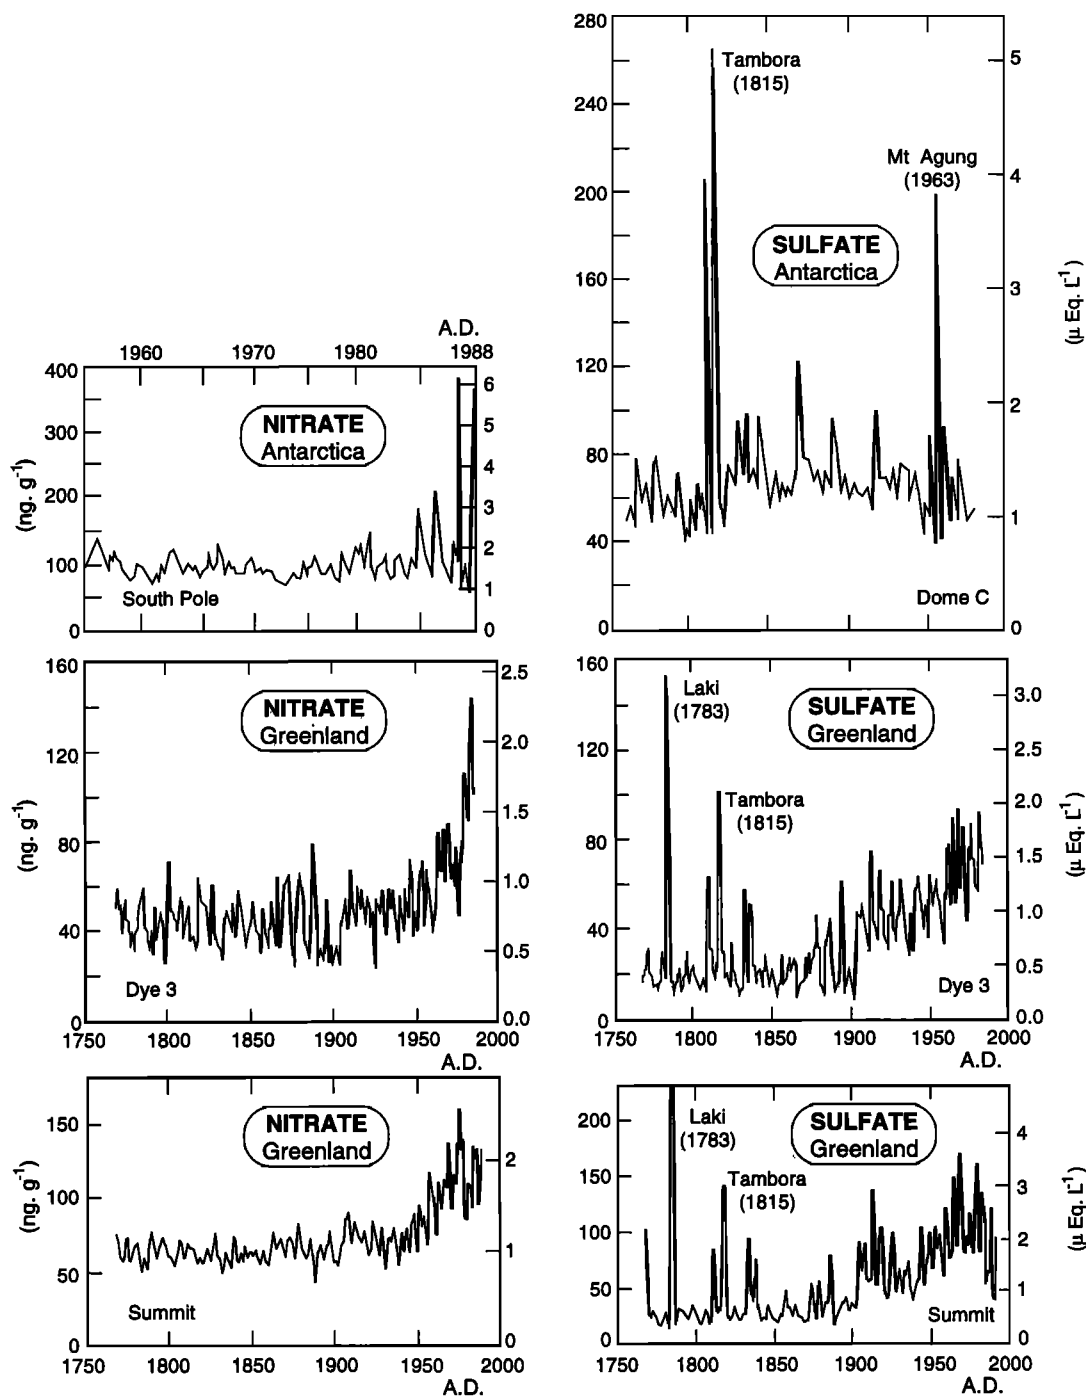 280
240
200
160
120
80
40
0
5
4
3
2
1
0
Tambora
(1815)
Mt Agung
(1963)
SULFATE
Antarctica
Dome C
(μ Eq. L-1)
A.D.
1960 1970 1980 1988
400
300
200
100
0
6
5
4
3
2
1
0
(ng. g-1)
NITRATE
Antarctica
South Pole
160
120
80
40
0
2.5
2.0
1.5
1.0
0.5
0.0
(ng. g-1)
NITRATE
Greenland
Dye 3
1750 1800 1850 1900 1950 2000
A.D.
160
120
80
40
0
3.0
2.5
2.0
1.5
1.0
0.5
0.0
Laki
(1783)
Tambora
(1815)
SULFATE
Greenland
Dye 3
(μ Eq. L-1)
1750 1800 1850 1900 1950 2000
A.D.
150
100
50
0
2
1
0
(ng. g-1)
NITRATE
Greenland
Summit
1750 1800 1850 1900 1950 2000
A.D.
200
150
100
50
0
4
3
2
1
0
Laki
(1783)
Tambora
(1815)
SULFATE
Greenland
Summit
(μ Eq. L-1)
1750 1800 1850 1900 1950 2000
A.D.